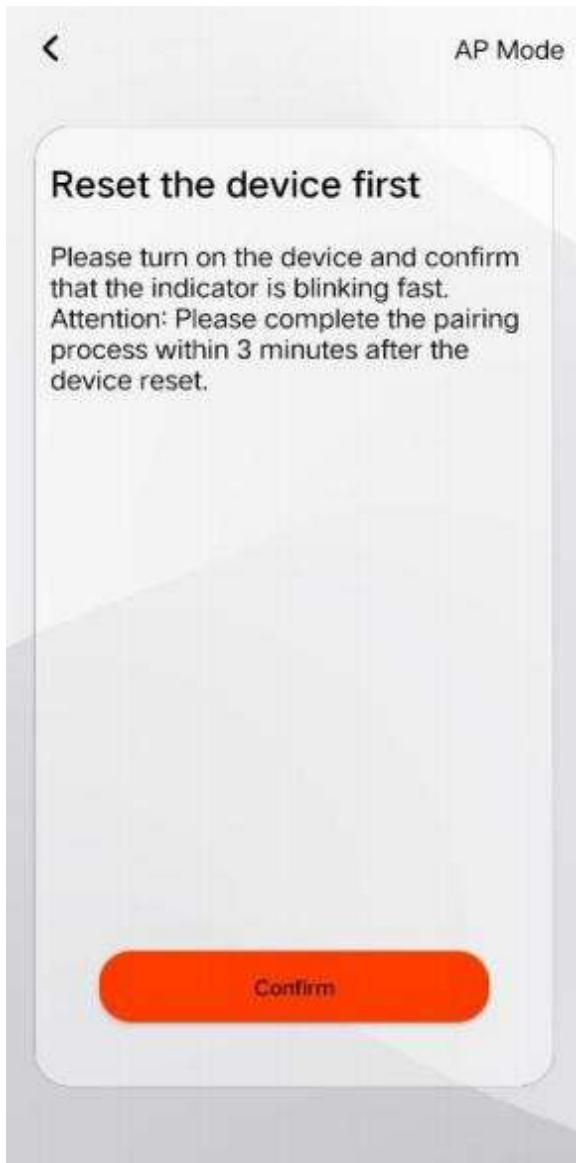 AP Mode
Reset the device first
Please turn on the device and confirm
that the indicator is blinking fast.
Attention: Please complete the pairing
process within 3 minutes after the
device reset.
Confirm